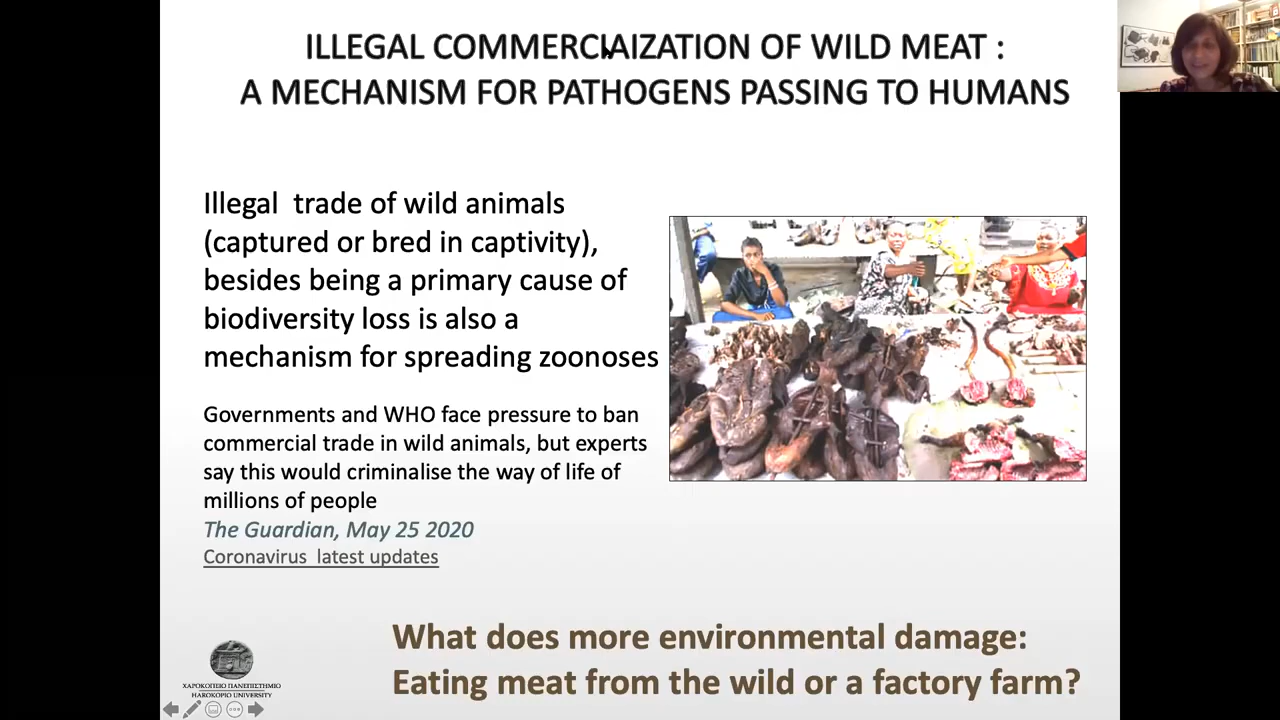 ILLEGAL COMMERCIAIZATION OF WILD MEAT :
A MECHANISM FOR PATHOGENS PASSING TO HUMANS
Illegal trade of wild animals
(captured or bred in captivity),
besides being a primary cause of
biodiversity loss is also a
mechanism for spreading zoonoses
Governments and WHO face pressure to ban
commercial trade in wild animals, but experts
say this would criminalise the way of life of
millions of people
The Guardian, May 25 2020
Coronavirus latest updates
What does more environmental damage:
Eating meat from the wild or a factory farm?
ΧΑΡΟΚΟΠΕΙΟ ΠΑΝΕΠΙΣΤΗΜΙΟ
HAROKOPIO UNIVERSITY